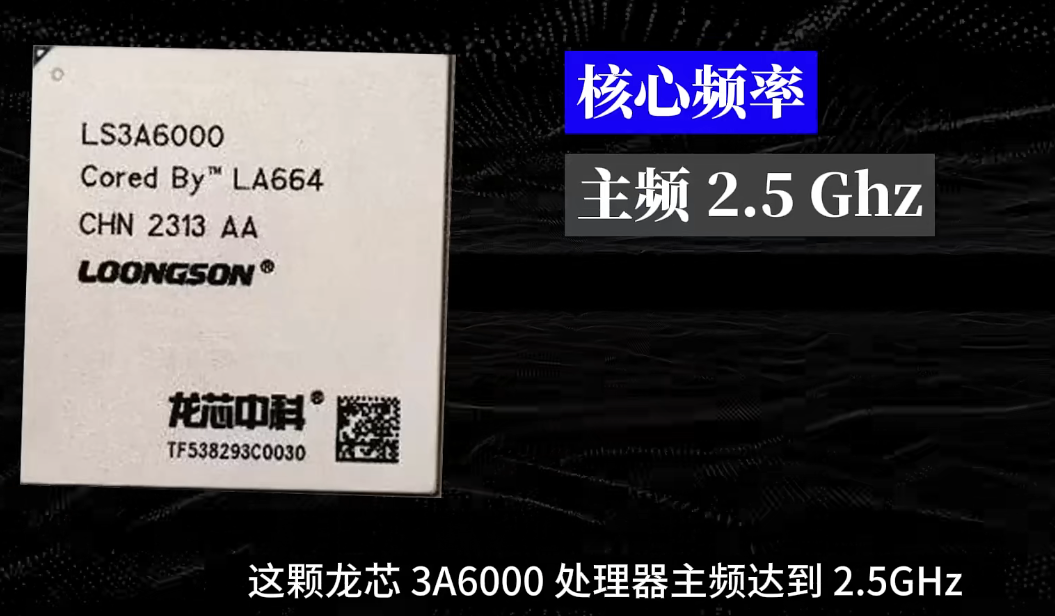 LS3A6000
Cored By™ LA664
CHN 2313 AA
LOONGSON®
龙芯中科®
TF538293C0030
核心频率
主频 2.5 Ghz
这颗龙芯 3A6000 处理器主频达到 2.5GHz